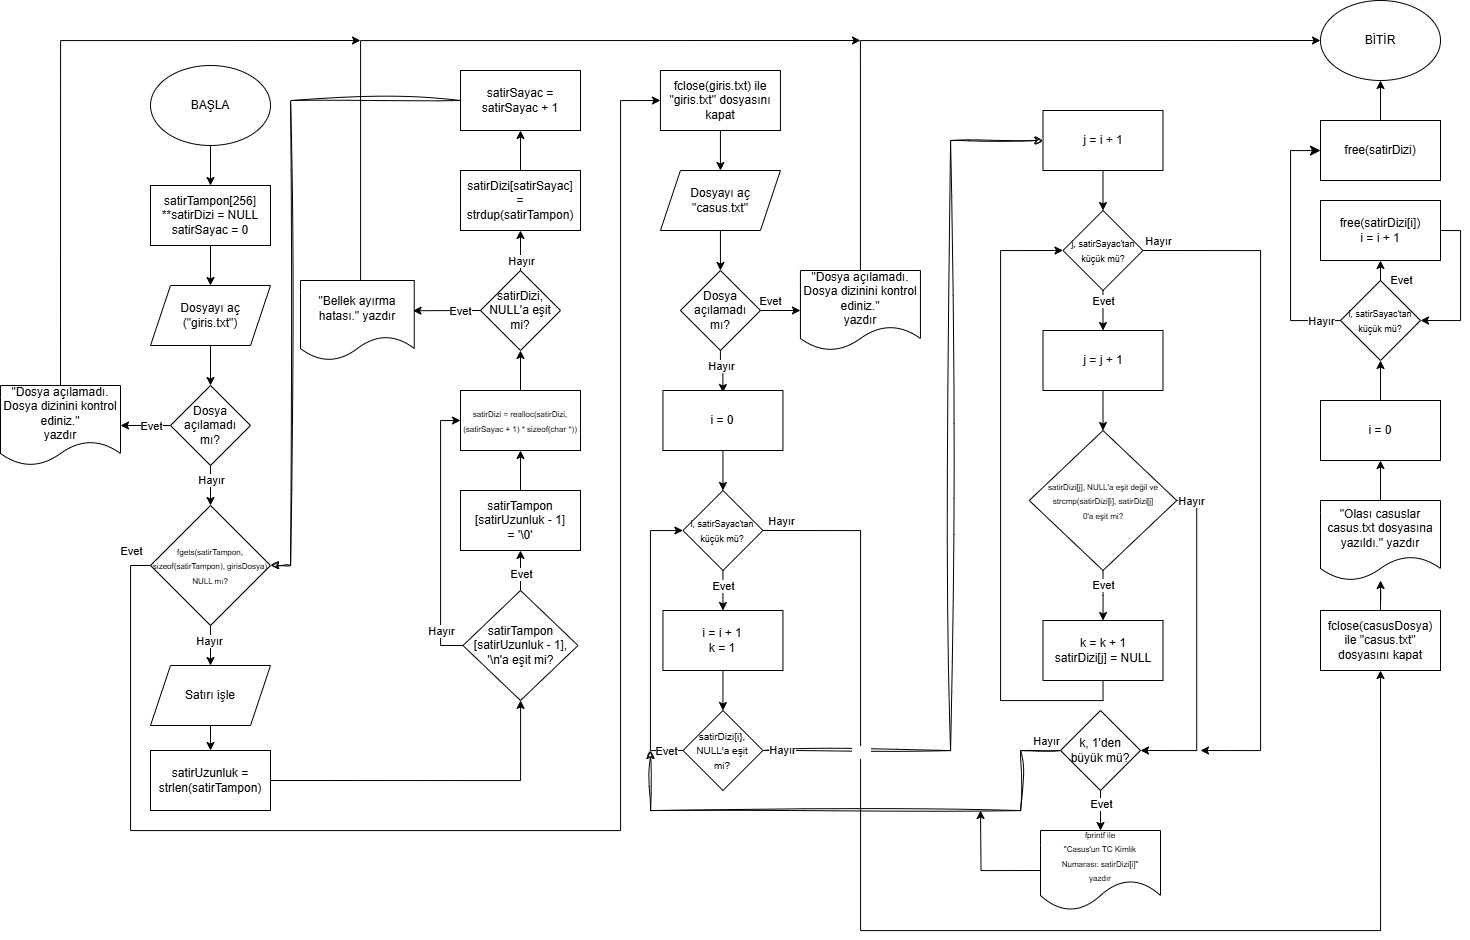 BAŞLA
satirTampon[256]
**satirDizi = NULL
satirSayac = 0
Dosyayı aç
("giris.txt")
Dosya
açılamadı
mı?
Evet
"Dosya açılamadı.
Dosya dizinini kontrol
ediniz."
yazdır
Hayır
fgets(satirTampon,
sizeof(satirTampon), girisDosya)
NULL mı?
Evet
Hayır
Satırı işle
satirUzunluk =
strlen(satirTampon)
satirTampon
[satirUzunluk - 1],
'\n'a eşit mi?
Hayır
Evet
satirTampon
[satirUzunluk - 1]
= '\0'
satirDizi = realloc(satirDizi,
(satirSayac + 1) * sizeof(char *))
satirDizi,
NULL'a eşit
mi?
Evet
"Bellek ayırma
hatası." yazdır
Hayır
satirDizi[satirSayac]
=
strdup(satirTampon)
satirSayac =
satirSayac + 1
fclose(giris.txt) ile
"giris.txt" dosyasını
kapat
Dosyayı aç
"casus.txt"
Dosya
açılamadı
mı?
Evet
"Dosya açılamadı.
Dosya dizinini kontrol
ediniz."
yazdır
Hayır
i = 0
i, satirSayac'tan
küçük mü?
Hayır
Evet
i = i + 1
k = 1
satirDizi[i},
NULL'a eşit
mi?
Evet
Hayır
j = i + 1
j, satirSayac'tan
küçük mü?
Hayır
Evet
j = j + 1
satirDizi[j], NULL'a eşit değil ve
strcmp(satirDizi[i], satirDizi[j]
0'a eşit mi?
Hayır
Evet
k = k + 1
satirDizi[j] = NULL
k, 1'den
büyük mü?
Hayır
Evet
fprintf ile
"Casus'un TC Kimlik
Numarası: satirDizi[i]"
yazdır
fclose(casusDosya)
ile "casus.txt"
dosyasını kapat
"Olası casuslar
casus.txt dosyasına
yazıldı." yazdır
i = 0
i, satirSayac'tan
küçük mü?
Hayır
Evet
free(satirDizi[i])
i = i + 1
free(satirDizi)
BİTİR